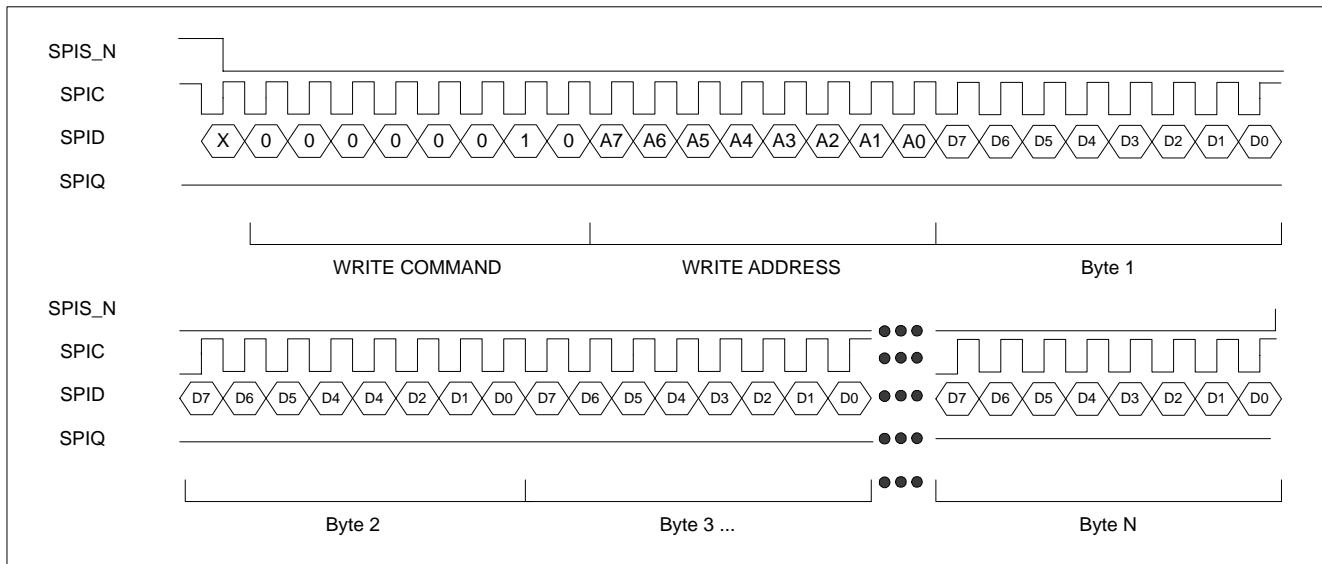 SPIS_N
SPIC
SPID X 0 0 0 0 0 0 1 0 A7 A6 A5 A4 A3 A2 A1 A0 D7 D6 D5 D4 D3 D2 D1 D0
SPIQ
WRITE COMMAND WRITE ADDRESS Byte 1
SPIS_N
SPIC
SPID D7 D6 D5 D4 D4 D2 D1 D0 D7 D6 D5 D4 D3 D2 D1 D0 D7 D6 D5 D4 D3 D2 D1 D0
SPIQ
Byte 2 Byte 3 ... Byte N